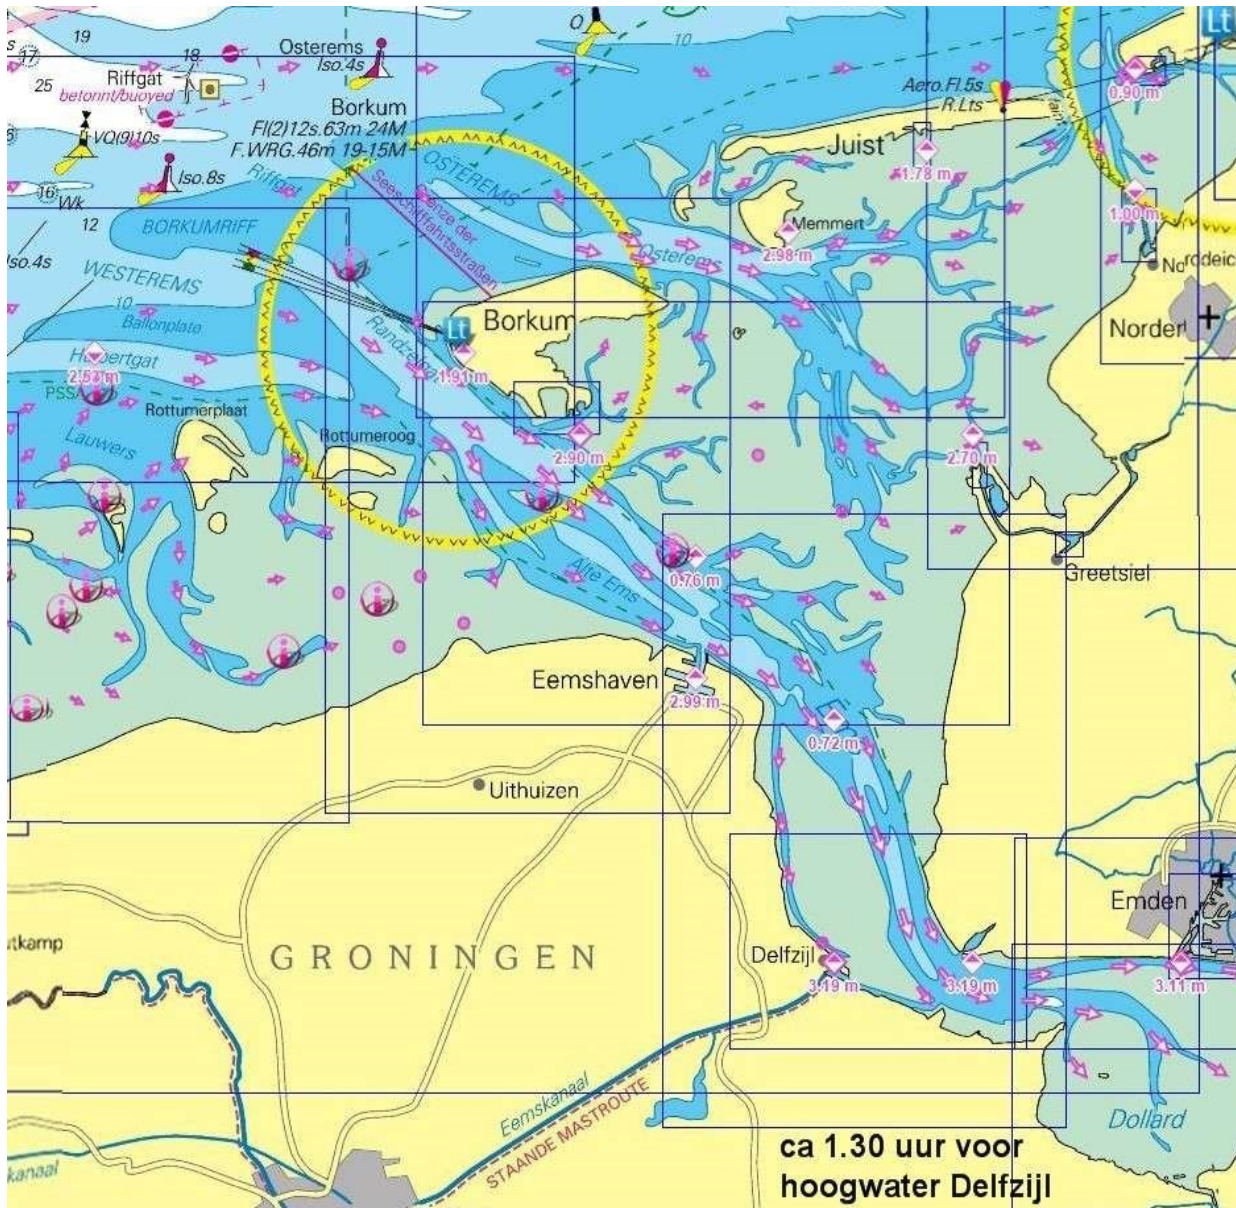 19
17
18
25
Riffgat
betonnt/buoyed
VQ(9)10s
Iso.8s
16
Wk
12
Iso.4s
Osterems
Iso.4s
Q
10
Borkum
Fl(2)12s.63m 24M
F.WRG.46m 19-15M
Riffgat
OSTEREMS
Grenze der
Seeschiffahrtsstraßen
BORKUMRIFF
WESTEREMS
10
Ballonplate
2.53 m
Rottumerplaat
Lauwers
Rottumeroog
Lt
Borkum
1.91 m
2.90 m
Osterems
Memmert
2.98 m
Juist
1.78 m
Aero.Fl.5s
R.Lts
Lt
0.90 m
1.00 m
2.70 m
Greetsiel
0.76 m
Alte Ems
Eemshaven
2.99 m
0.72 m
Uithuizen
Emden
GRONINGEN
Delfzijl
3.19 m
3.19 m
3.11 m
Eemskanaal
STAANDE MASTROUTE
Dollard
ca 1.30 uur voor
hoogwater Delfzijl